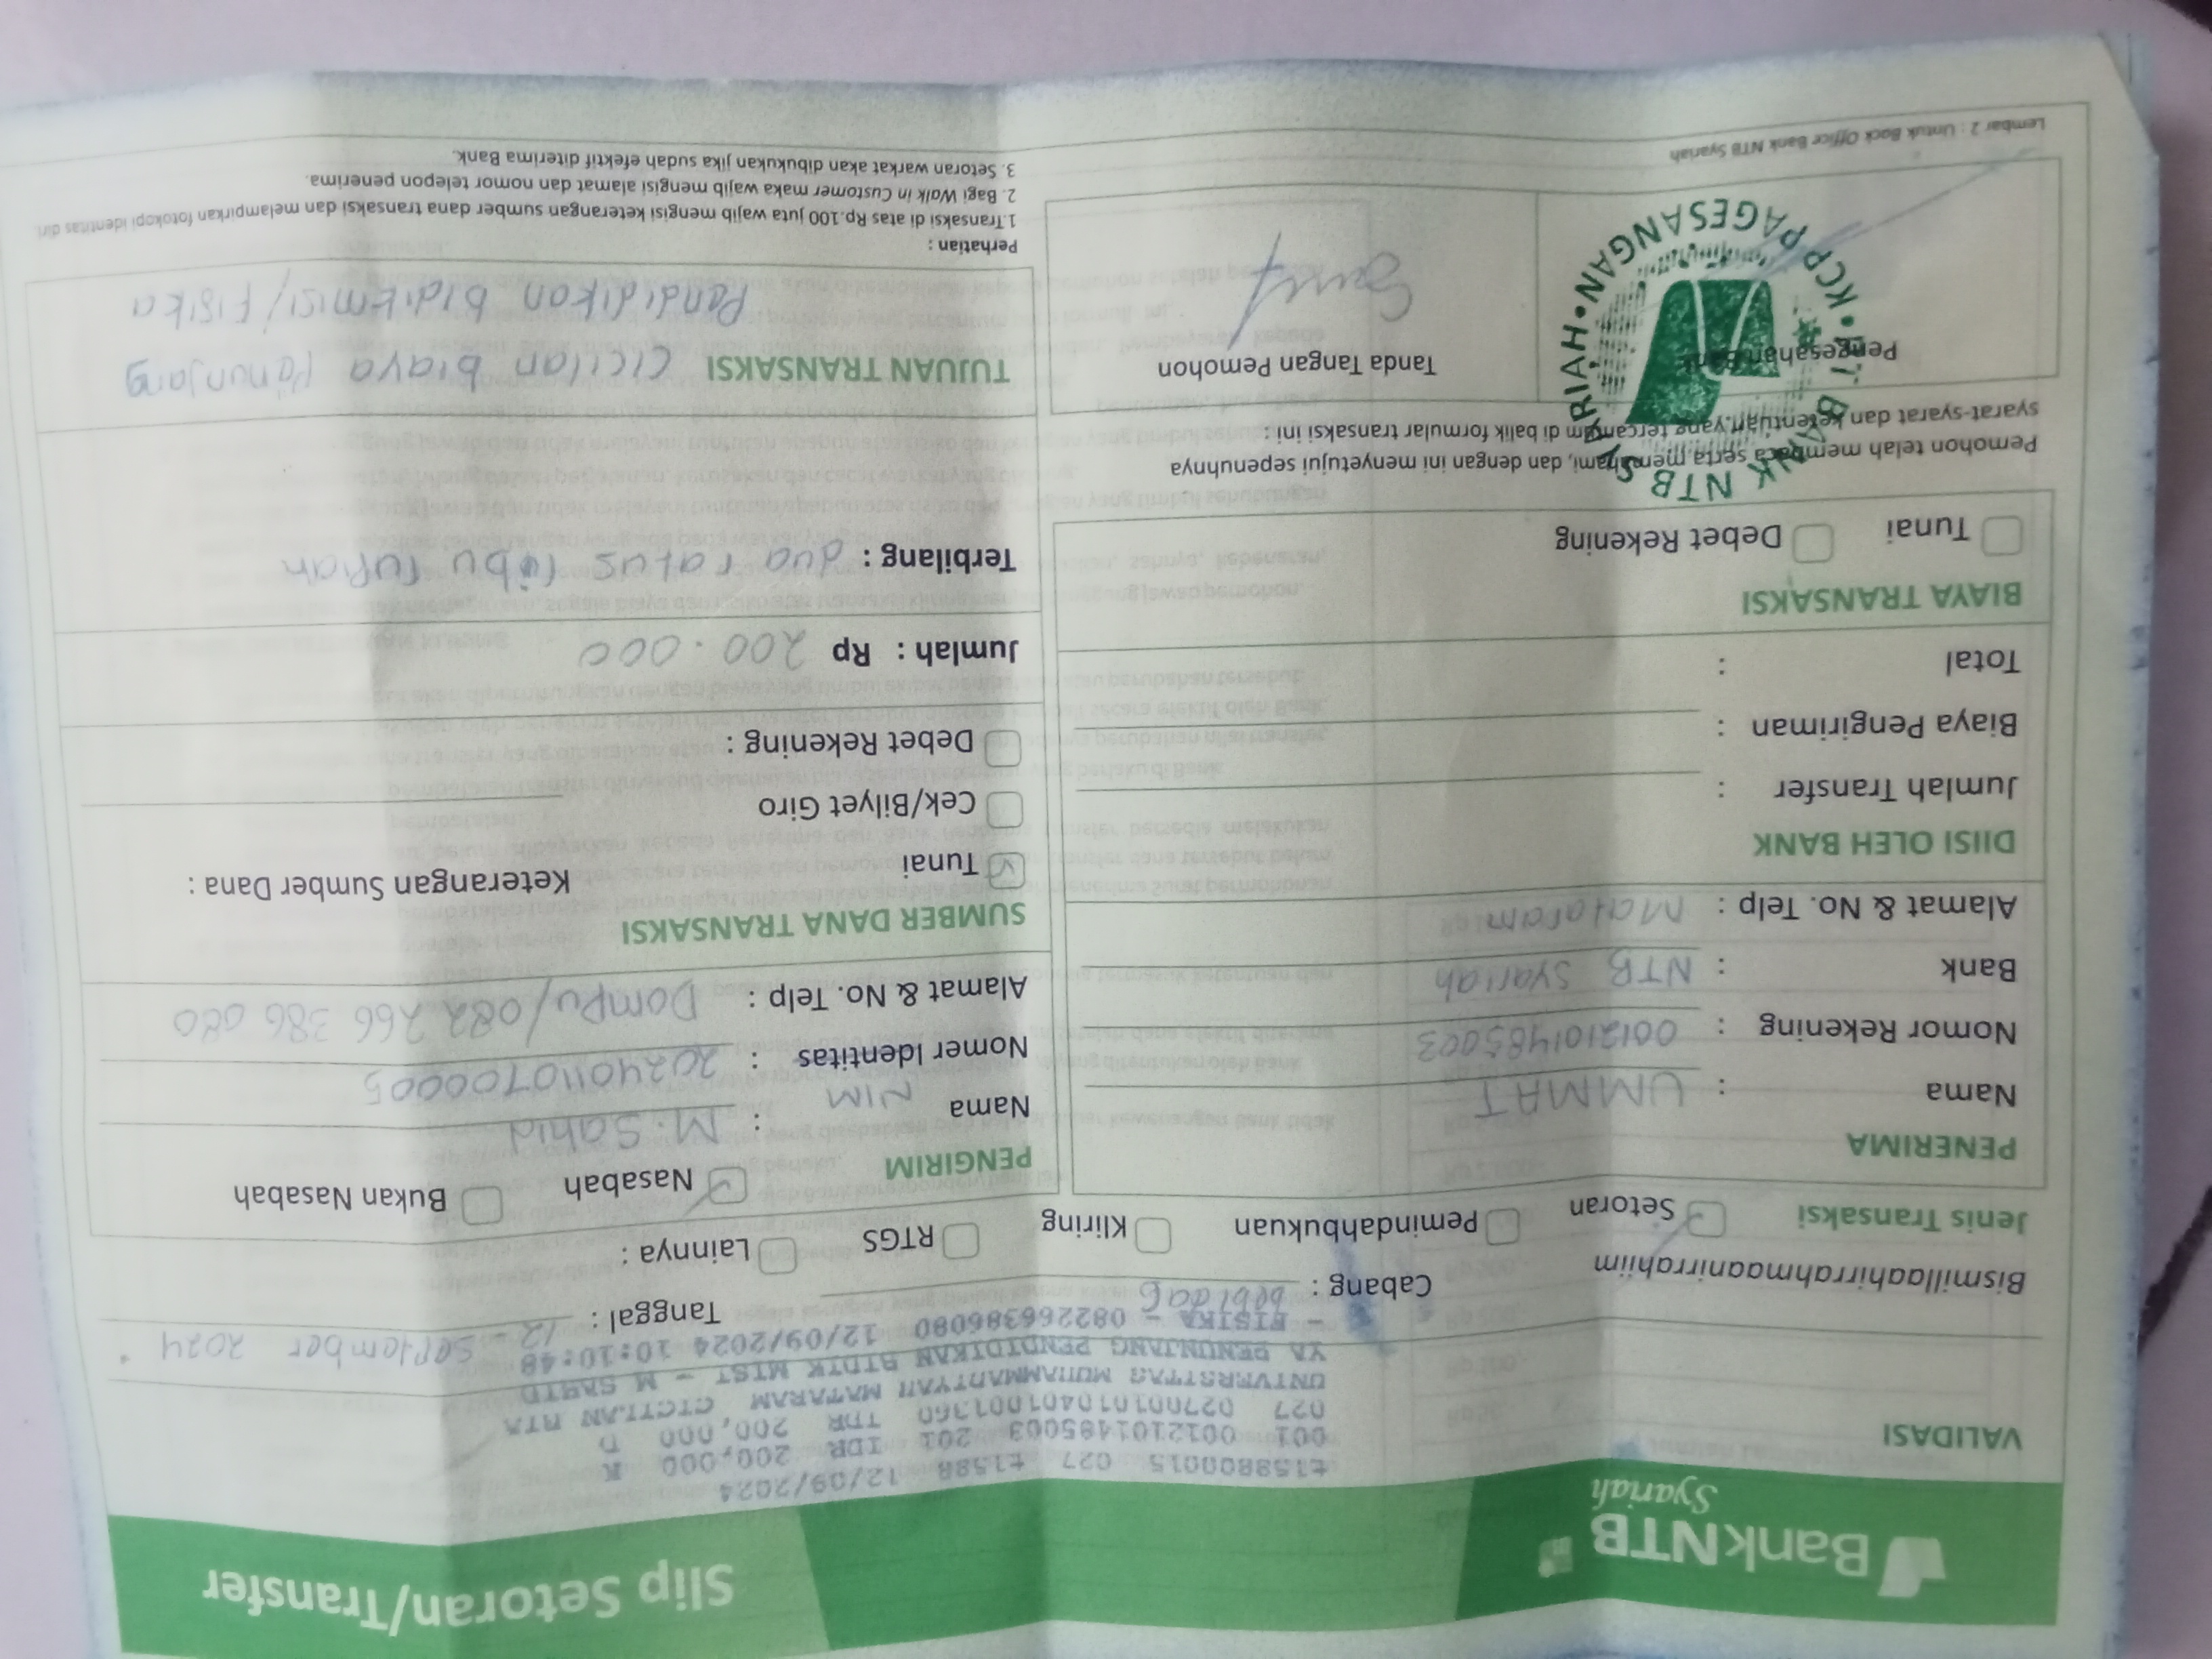 BankNTB
Syariah
Slip Setoran/Transfer
VALIDASI
t15880015 027 t1588 12/09/2024
001 0012101485003 201 IDR 200,000 K
027 0270010104001360 IDR 200,000 D
UNIVERSITAS MUHAMMADIYAH MATARAM CICILAN BIA
YA PENUNJANG PENDIDIKAN BIDIK MISI - M SAHID
- FISIKA - 082266386080 12/09/2024 10:10:48
Bismillaahirrahmaanirrahiim
Cabang :
Tanggal : 12 - September 2024
Jenis Transaksi
Setoran
Pemindahbukuan
Kliring
RTGS
Lainnya :
PENERIMA
Nama : UMMAT
Nomor Rekening : 0012101485003
Bank : NTB Syariah
Alamat & No. Telp : Mataram
DIISI OLEH BANK
Jumlah Transfer :
Biaya Pengiriman :
Total :
BIAYA TRANSAKSI
Tunai
Debet Rekening
Pemohon telah membaca serta memahami, dan dengan ini menyetujui sepenuhnya
syarat-syarat dan ketentuan yang tercantum di balik formular transaksi ini :
Pengesahan Bank
PT BANK NTB SYARIAH • KCP PAGESANGAN •
Tanda Tangan Pemohon
Lembar 2 : Untuk Back Office Bank NTB Syariah
PENGIRIM
Nasabah
Bukan Nasabah
Nama : M. Sahid
NIM
Nomer Identitas : 2024011070005
Alamat & No. Telp : Dompu/082 266 386 080
SUMBER DANA TRANSAKSI
Tunai
Keterangan Sumber Dana :
Cek/Bilyet Giro
Debet Rekening :
Jumlah : Rp 200.000
Terbilang : dua ratus ribu rupiah
TUJUAN TRANSAKSI Cicilan biaya Penunjang
Pendidikan bidikmisi/Fisika
Perhatian :
1.Transaksi di atas Rp.100 juta wajib mengisi keterangan sumber dana transaksi dan melampirkan fotokopi identitas diri
2. Bagi Walk in Customer maka wajib mengisi alamat dan nomor telepon penerima.
3. Setoran warkat akan dibukukan jika sudah efektif diterima Bank.